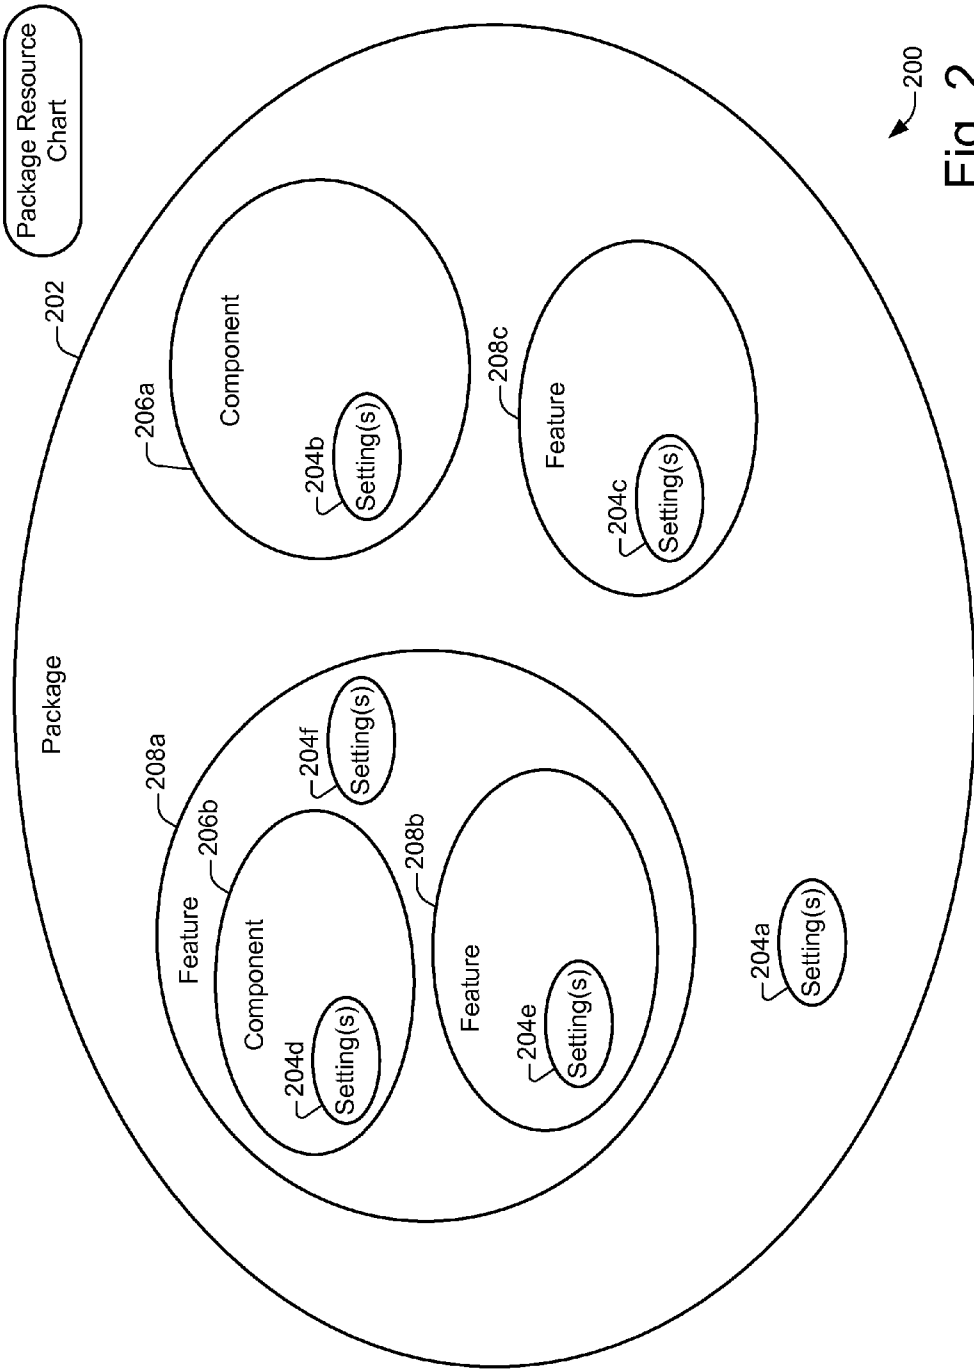 Package Resource
Chart
202
Package
208a
Feature
206b
Component
204d
Setting(s)
204f
Setting(s)
208b
Feature
204e
Setting(s)
206a
Component
204b
Setting(s)
208c
Feature
204c
Setting(s)
204a
Setting(s)
200
Fig. 2